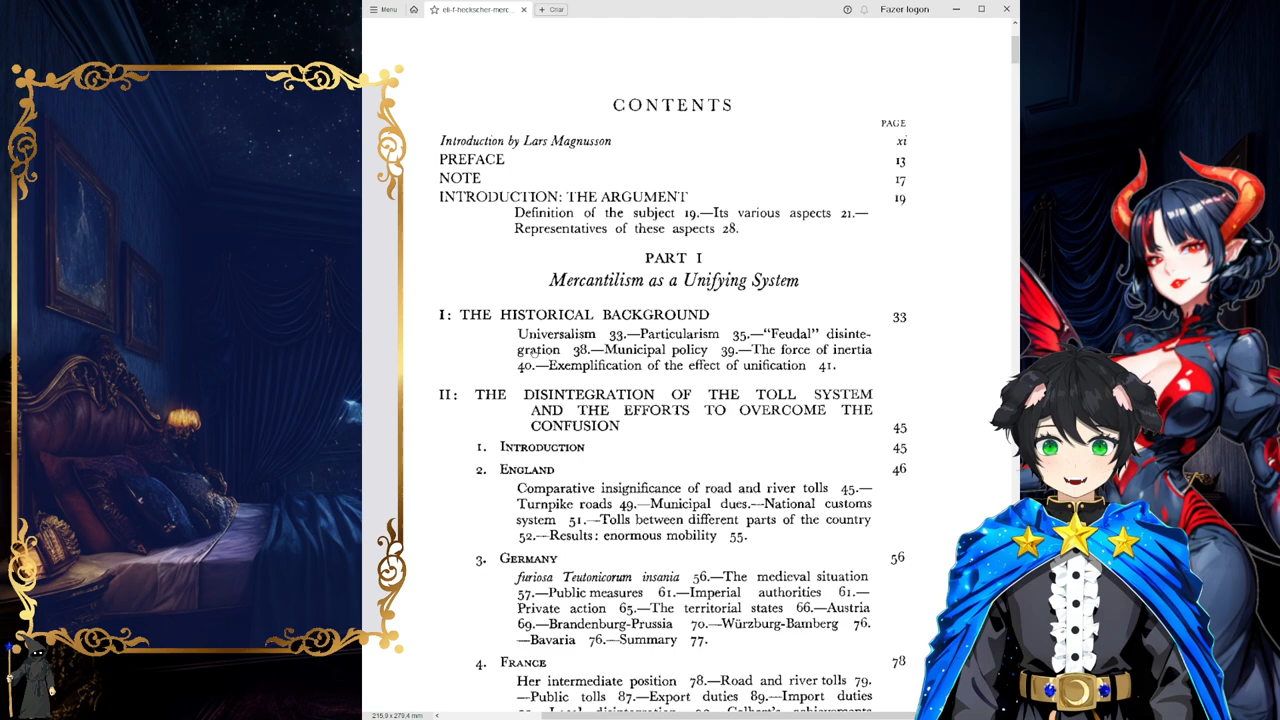 Menu
eli-f-heckscher-merc...
Criar
Fazer logon
CONTENTS
PAGE
Introduction by Lars Magnusson xi
PREFACE 13
NOTE 17
INTRODUCTION: THE ARGUMENT 19
Definition of the subject 19.—Its various aspects 21.—
Representatives of these aspects 28.
PART I
Mercantilism as a Unifying System
I: THE HISTORICAL BACKGROUND 33
Universalism 33.—Particularism 35.—"Feudal" disinte-
gration 38.—Municipal policy 39.—The force of inertia
40.—Exemplification of the effect of unification 41.
II: THE DISINTEGRATION OF THE TOLL SYSTEM
AND THE EFFORTS TO OVERCOME THE
CONFUSION 45
1. INTRODUCTION 45
2. ENGLAND 46
Comparative insignificance of road and river tolls 45.—
Turnpike roads 49.—Municipal dues.—National customs
system 51.—Tolls between different parts of the country
52.—Results: enormous mobility 55.
3. GERMANY 56
furiosa Teutonicorum insania 56.—The medieval situation
57.—Public measures 61.—Imperial authorities 61.—
Private action 65.—The territorial states 66.—Austria
69.—Brandenburg-Prussia 70.—Würzburg-Bamberg 76.
—Bavaria 76.—Summary 77.
4. FRANCE 78
Her intermediate position 78.—Road and river tolls 79.
—Public tolls 87.—Export duties 89.—Import duties
215,9 x 279,4 mm